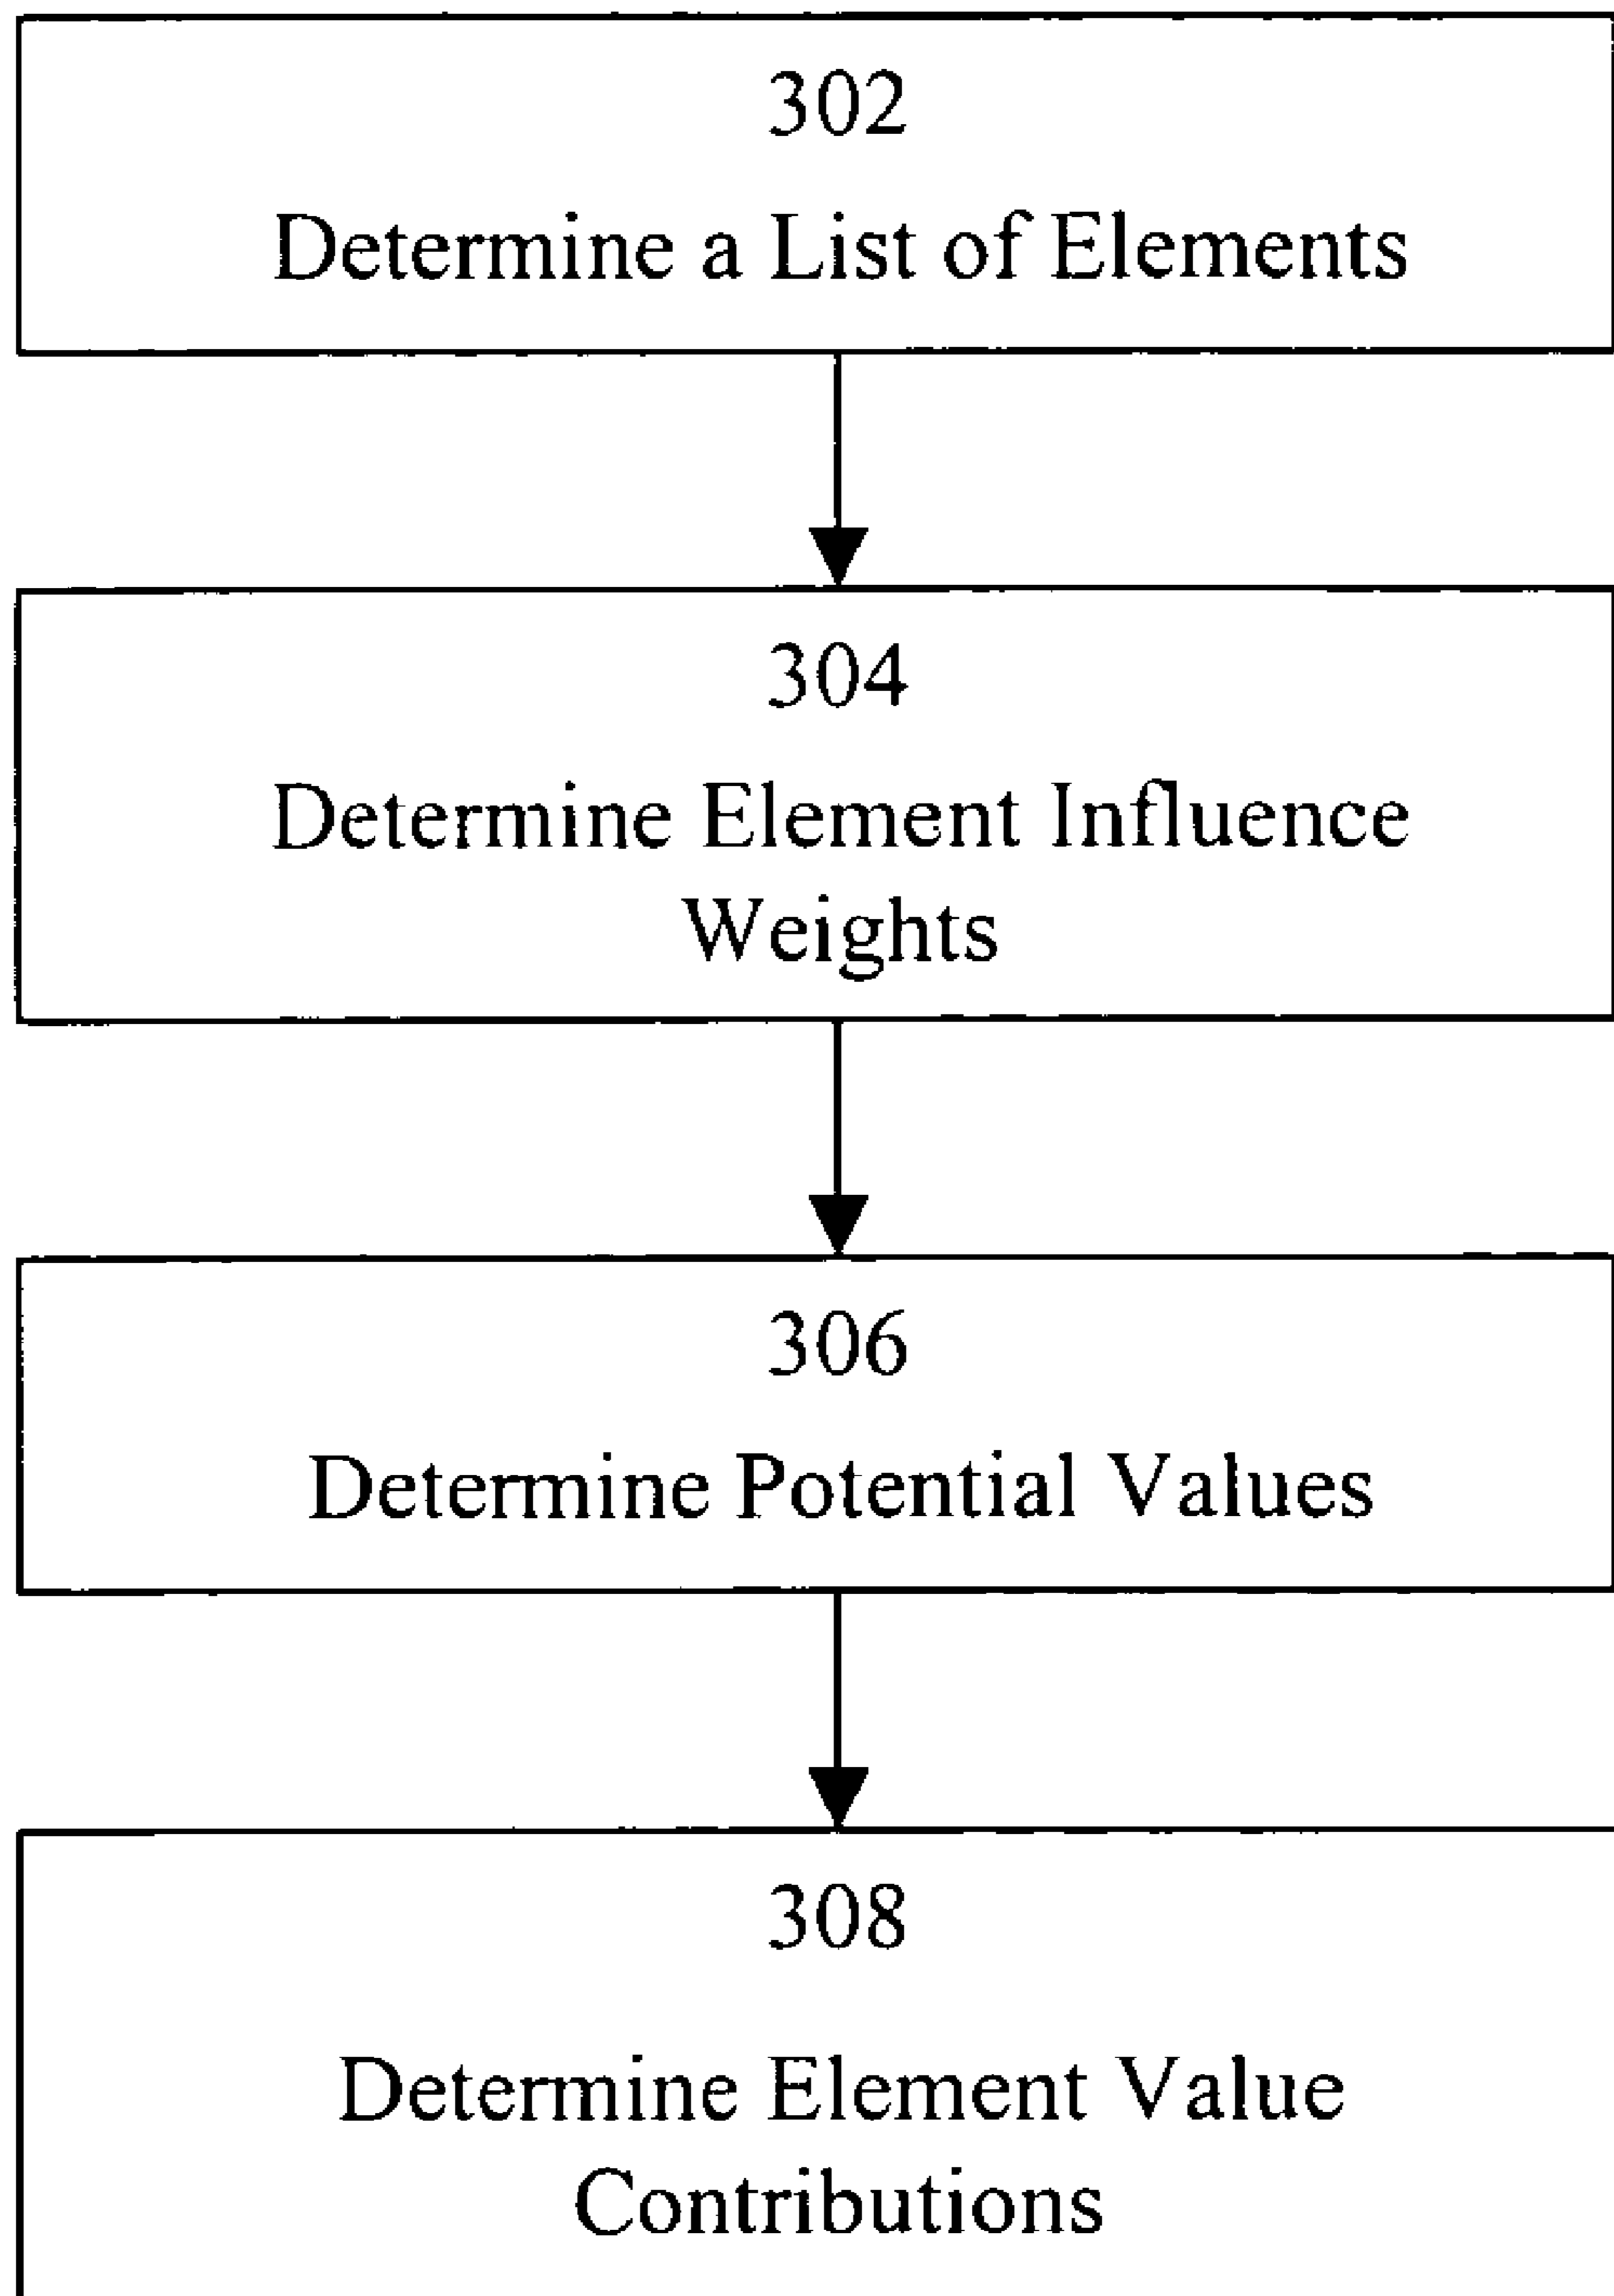 302
Determine a List of Elements
304
Determine Element Influence
Weights
306
Determine Potential Values
308
Determine Element Value
Contributions